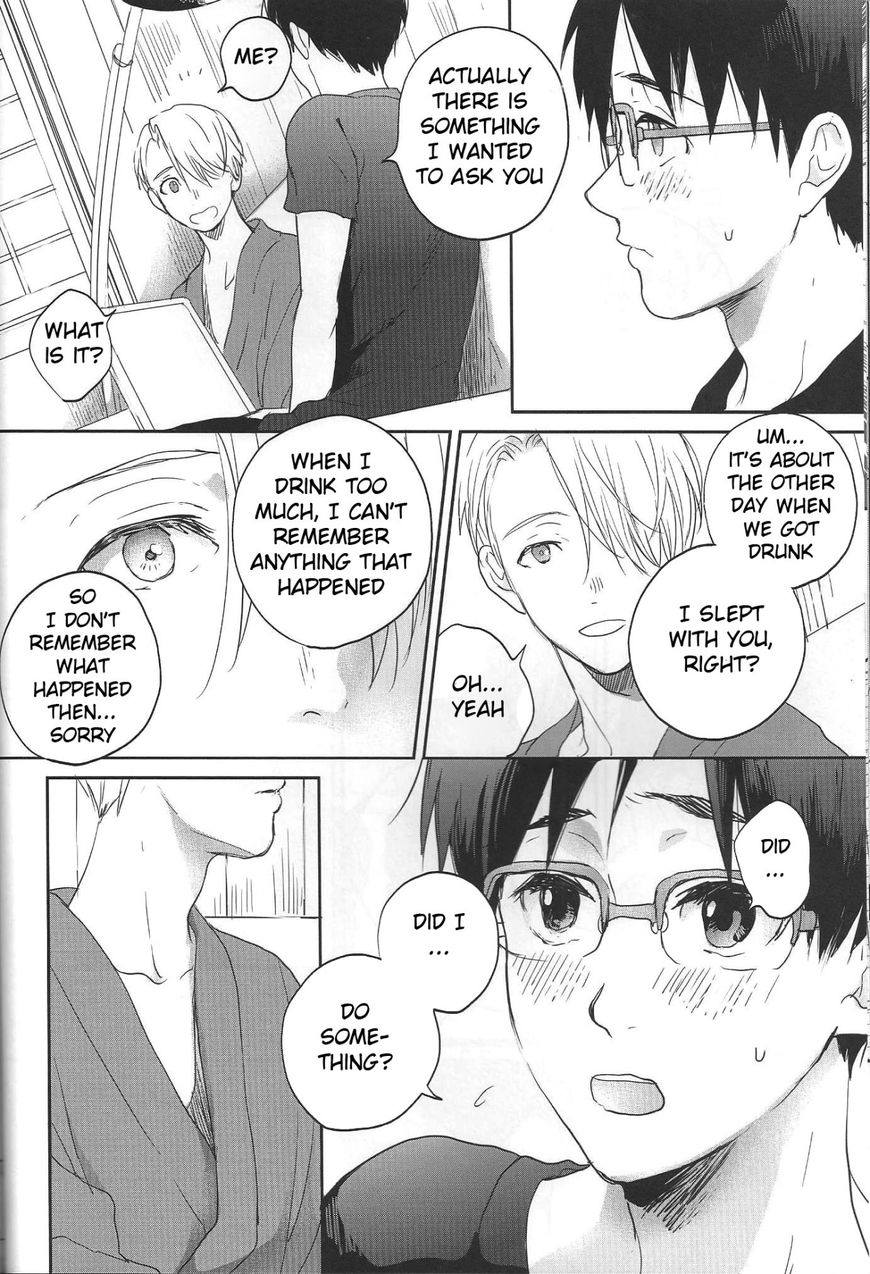 ACTUALLY
THERE IS
SOMETHING
I WANTED
TO ASK YOU
ME?
WHAT
IS IT?
UM...
IT'S ABOUT
THE OTHER
DAY WHEN
WE GOT
DRUNK
I SLEPT
WITH YOU,
RIGHT?
OH...
YEAH
WHEN I
DRINK TOO
MUCH, I CAN'T
REMEMBER
ANYTHING THAT
HAPPENED
SO
I DON'T
REMEMBER
WHAT
HAPPENED
THEN...
SORRY
DID
...
DID I
...
DO
SOME-
THING?